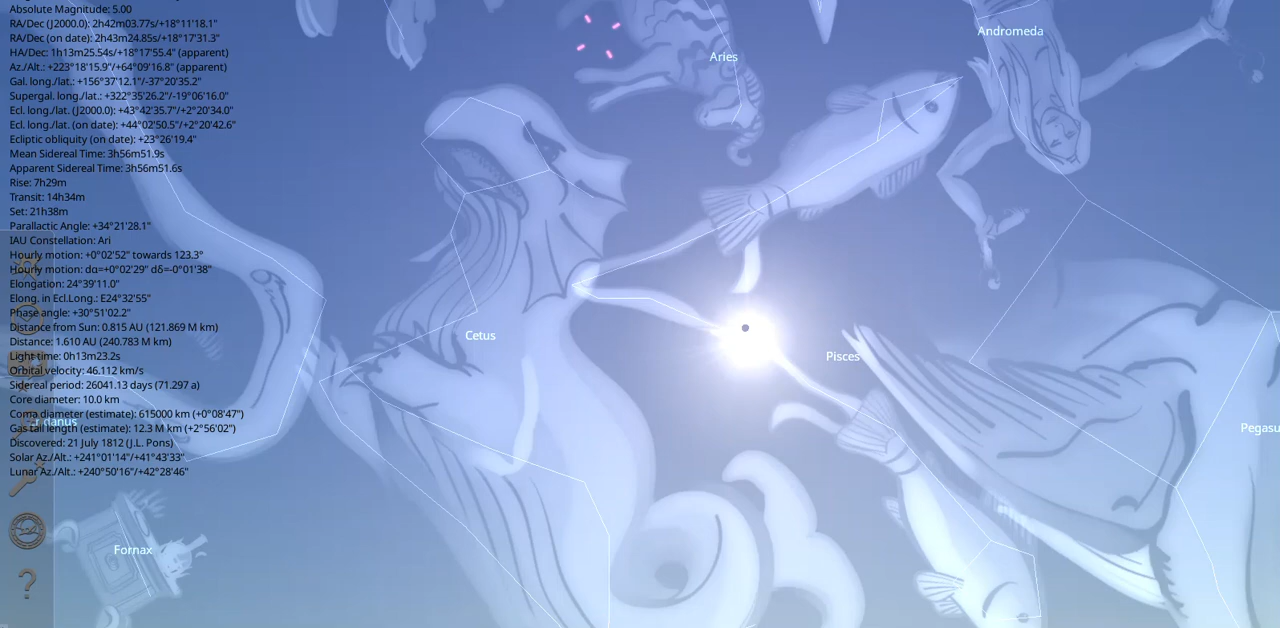 Absolute Magnitude: 5.00
RA/Dec (J2000.0): 2h42m03.77s/+18°11'18.1"
RA/Dec (on date): 2h43m24.85s/+18°17'31.3"
HA/Dec: 1h13m25.54s/+18°17'55.4" (apparent)
Az./Alt.: +223°18'15.9"/+64°09'16.8" (apparent)
Gal. long./lat.: +156°37'12.1"/-37°20'35.2"
Supergal. long./lat.: +322°35'26.2"/-19°06'16.0"
Ecl. long./lat. (J2000.0): +43°42'35.7"/+2°20'34.0"
Ecl. long./lat. (on date): +44°02'50.5"/+2°20'42.6"
Ecliptic obliquity (on date): +23°26'19.4"
Mean Sidereal Time: 3h56m51.9s
Apparent Sidereal Time: 3h56m51.6s
Rise: 7h29m
Transit: 14h34m
Set: 21h38m
Parallactic Angle: +34°21'28.1"
IAU Constellation: Ari
Hourly motion: +0°02'52" towards 123.3°
Hourly motion: dα=+0°02'29" dδ=-0°01'38"
Elongation: 24°39'11.0"
Elong. in Ecl.Long.: E24°32'55"
Phase angle: +30°51'02.2"
Distance from Sun: 0.815 AU (121.869 M km)
Distance: 1.610 AU (240.783 M km)
Light time: 0h13m23.2s
Orbital velocity: 46.112 km/s
Sidereal period: 26041.13 days (71.297 a)
Core diameter: 10.0 km
Coma diameter (estimate): 615000 km (+0°08'47")
Gas tail length (estimate): 12.3 M km (+2°56'02")
Discovered: 21 July 1812 (J.L. Pons)
Solar Az./Alt.: +241°01'14"/+41°43'33"
Lunar Az./Alt.: +240°50'16"/+42°28'46"
Andromeda
Aries
Cetus
Pisces
Pegasu
Fornax
?